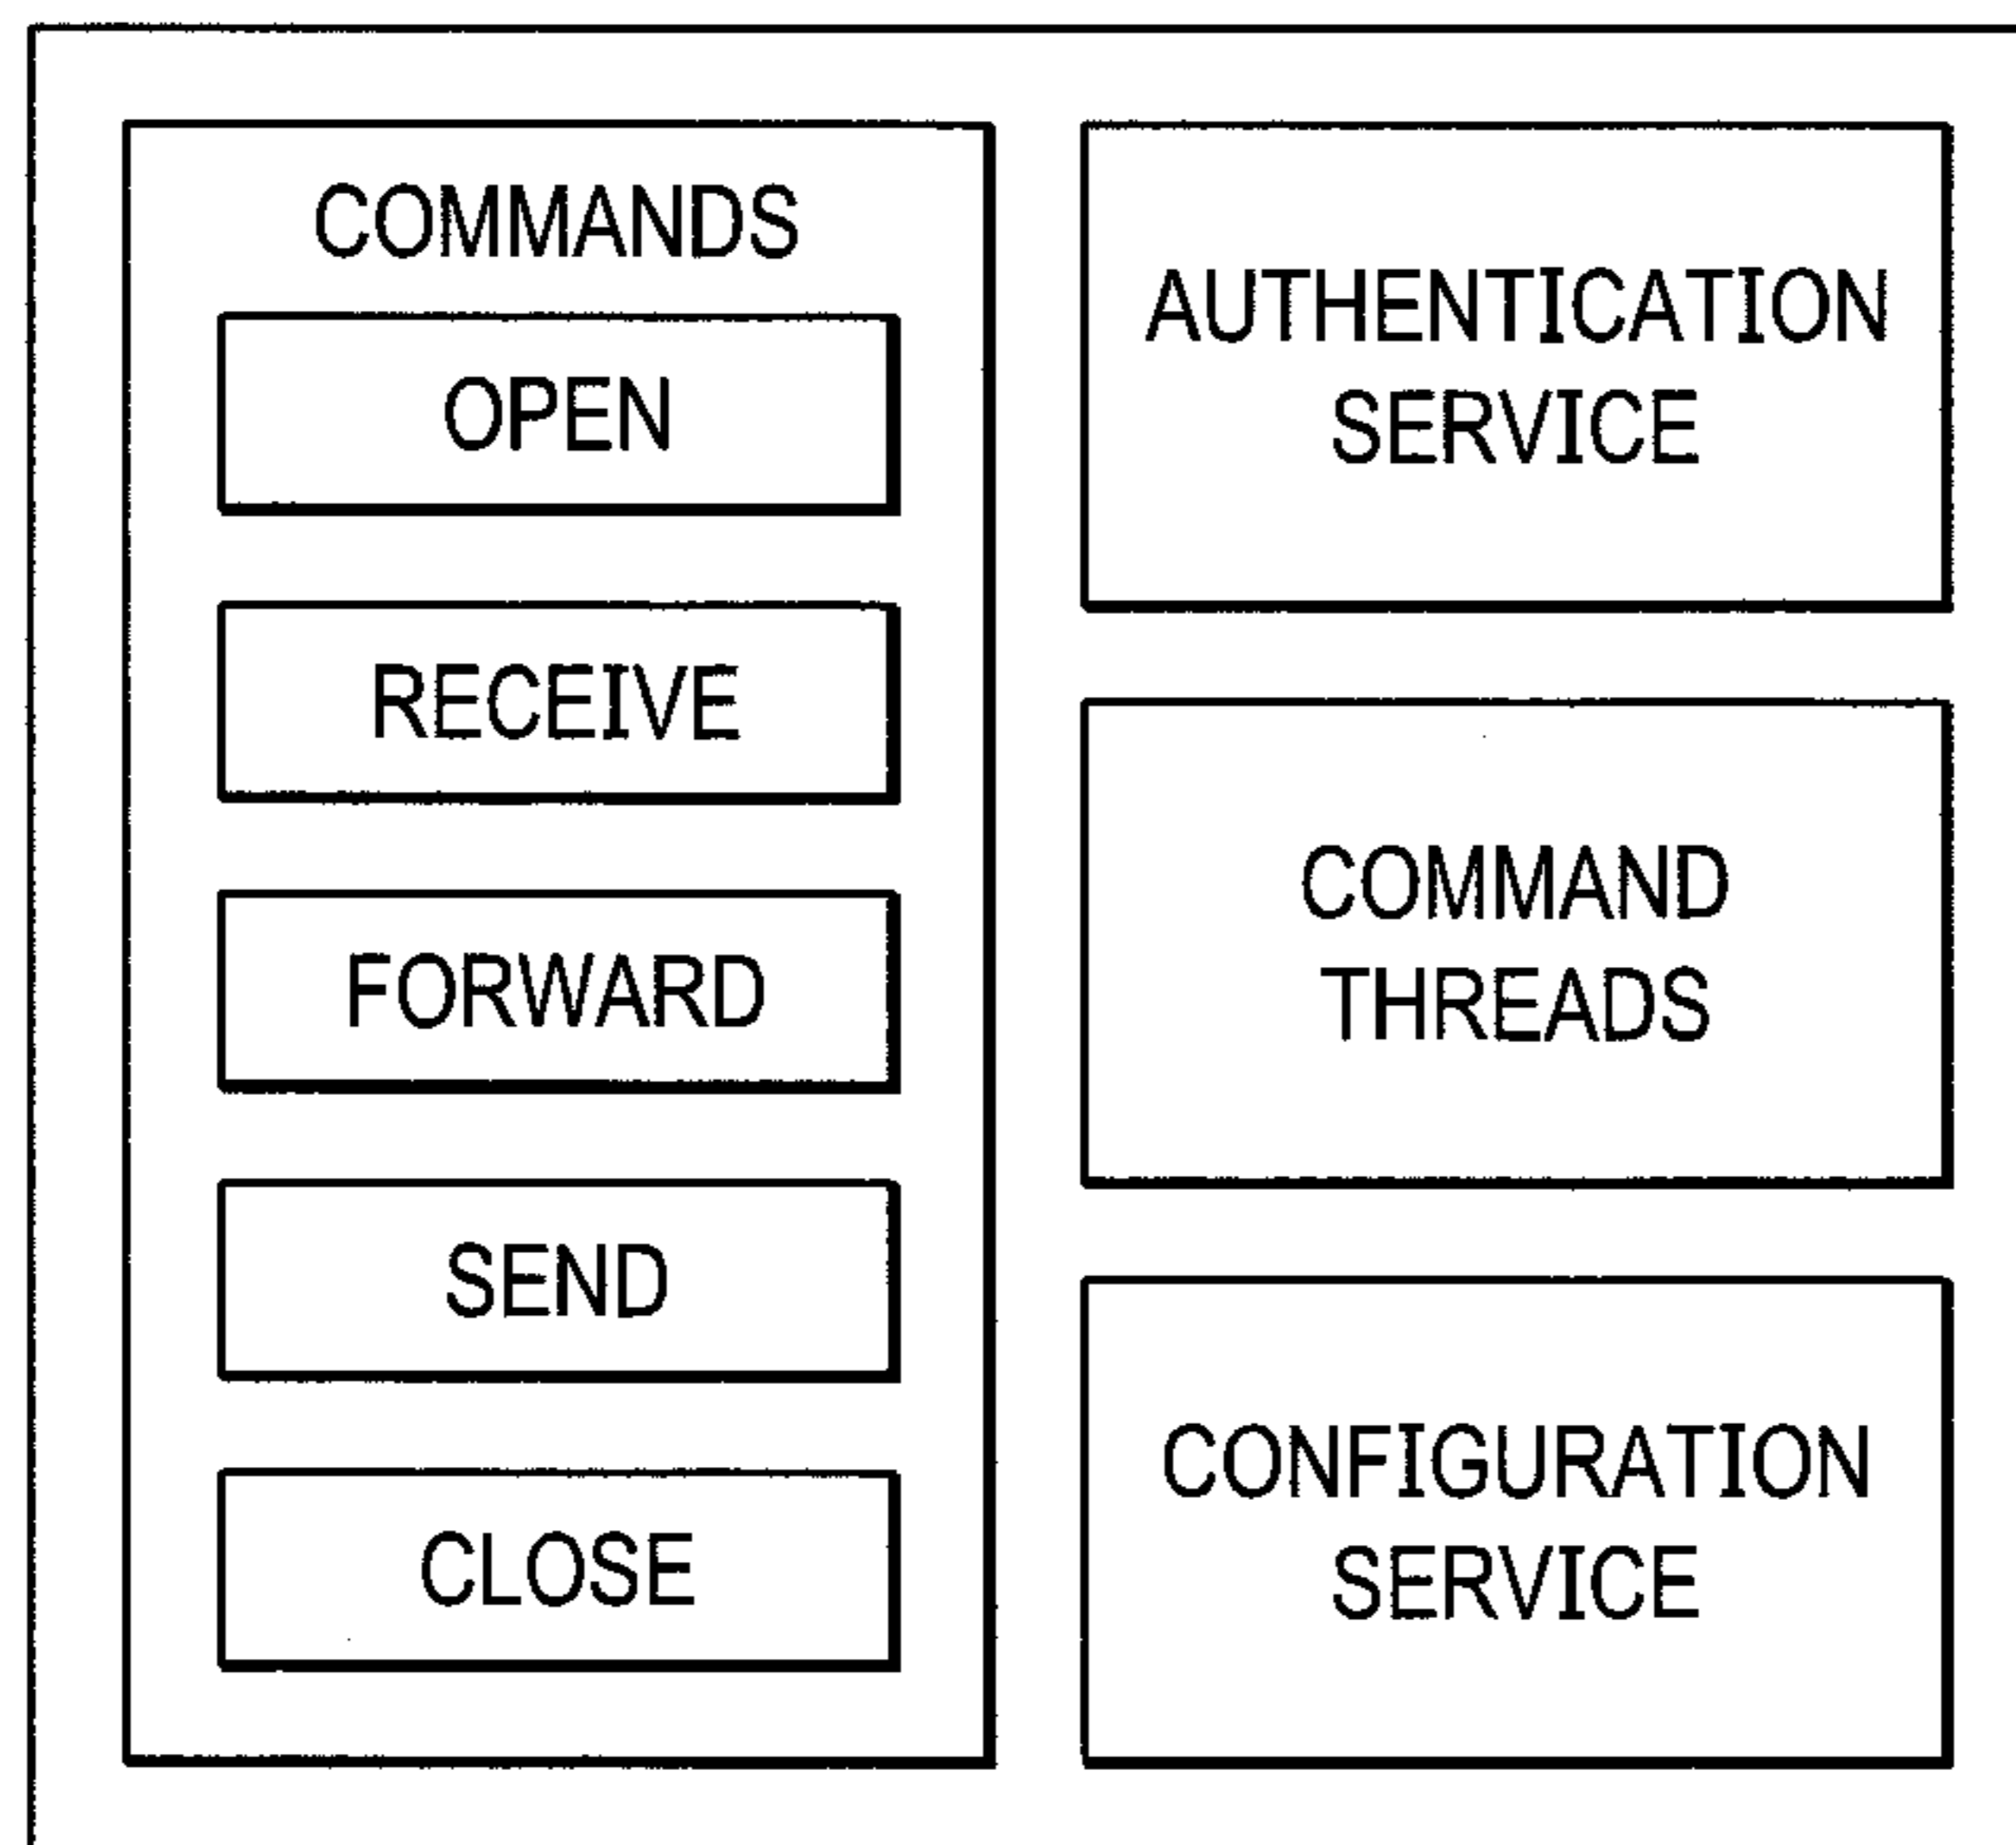 COMMANDS
OPEN
RECEIVE
FORWARD
SEND
CLOSE
AUTHENTICATION
SERVICE
COMMAND
THREADS
CONFIGURATION
SERVICE